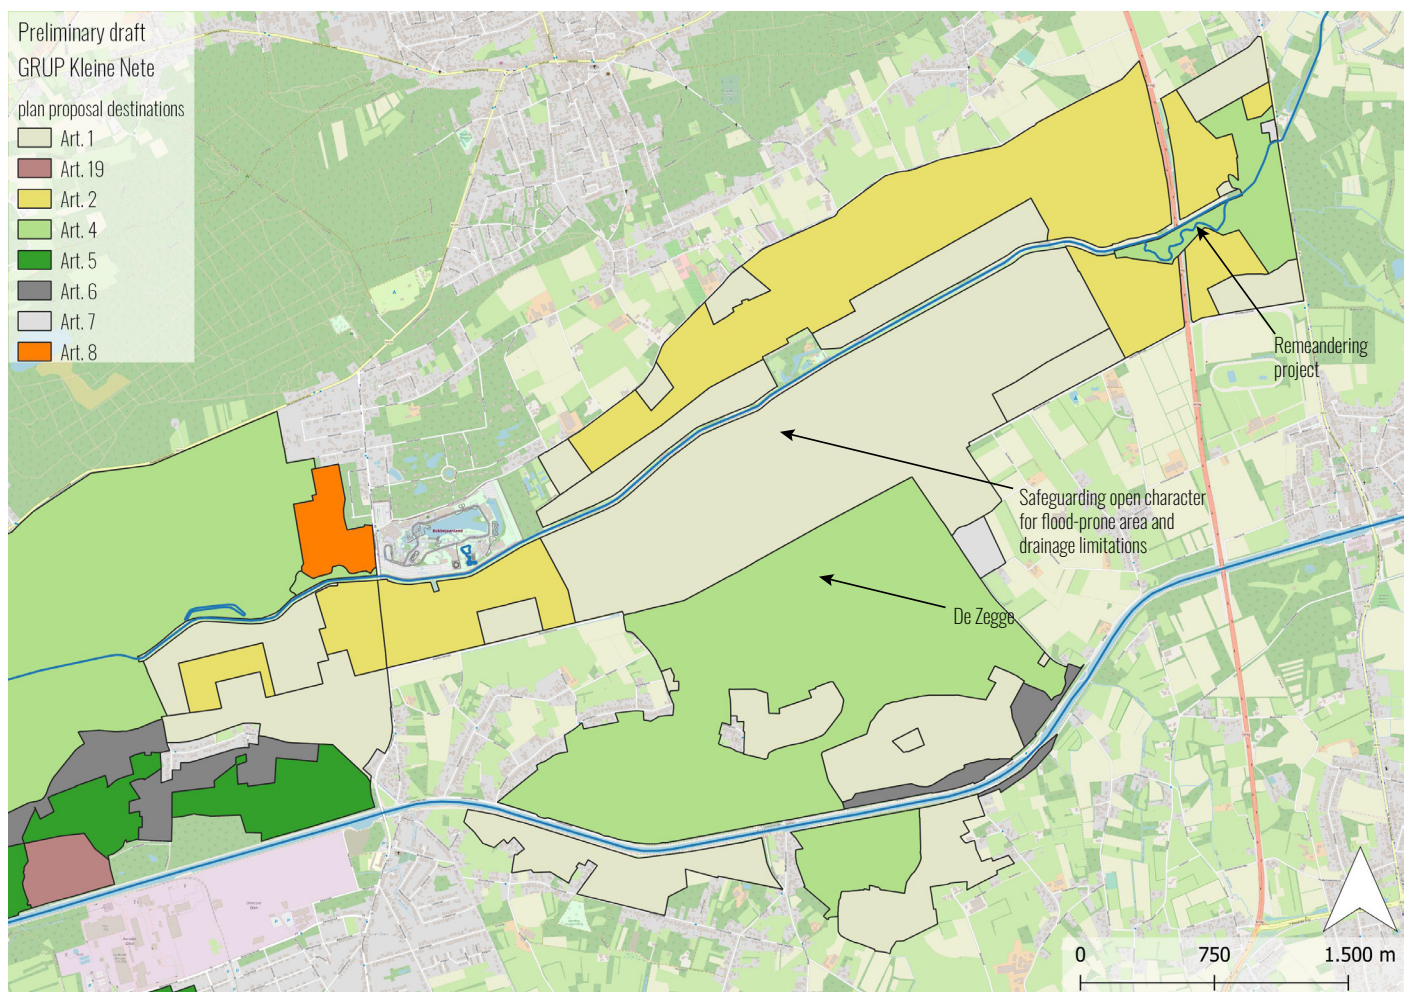 Preliminary draft
GRUP Kleine Nete
plan proposal destinations
Art. 1
Art. 19
Art. 2
Art. 4
Art. 5
Art. 6
Art. 7
Art. 8
Remeandering
project
Safeguarding open character
for flood-prone area and
drainage limitations
De Zegge
Bobbejaanland
0 750 1.500 m